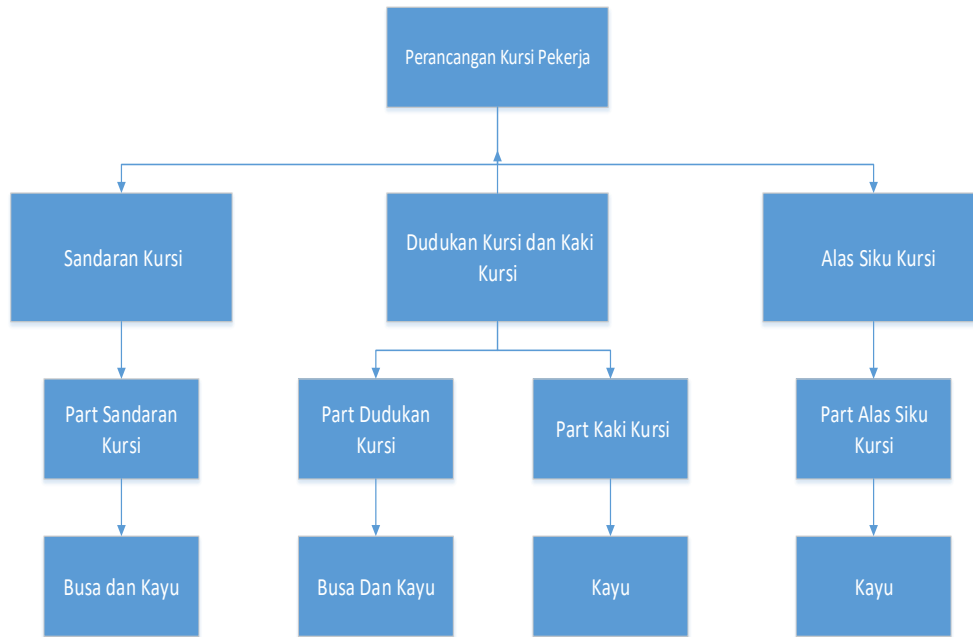 Perancangan Kursi Pekerja
Sandaran Kursi
Dudukan Kursi dan Kaki
Kursi
Alas Siku Kursi
Part Sandaran
Kursi
Part Dudukan
Kursi
Part Kaki Kursi
Part Alas Siku
Kursi
Busa dan Kayu
Busa Dan Kayu
Kayu
Kayu